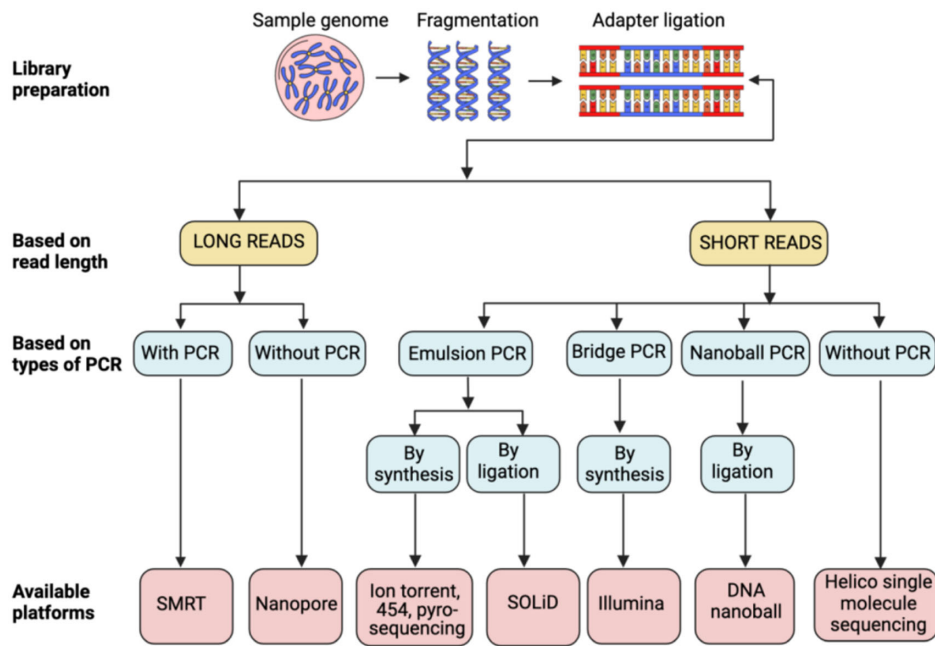 Sample genome
Fragmentation
Adapter ligation
Library
preparation
Based on
read length
LONG READS
SHORT READS
Based on
types of PCR
With PCR
Without PCR
Emulsion PCR
Bridge PCR
Nanoball PCR
Without PCR
By
synthesis
By
ligation
By
synthesis
By
ligation
Available
platforms
SMRT
Nanopore
Ion torrent,
454, pyro-
sequencing
SOLiD
Illumina
DNA
nanoball
Helico single
molecule
sequencing